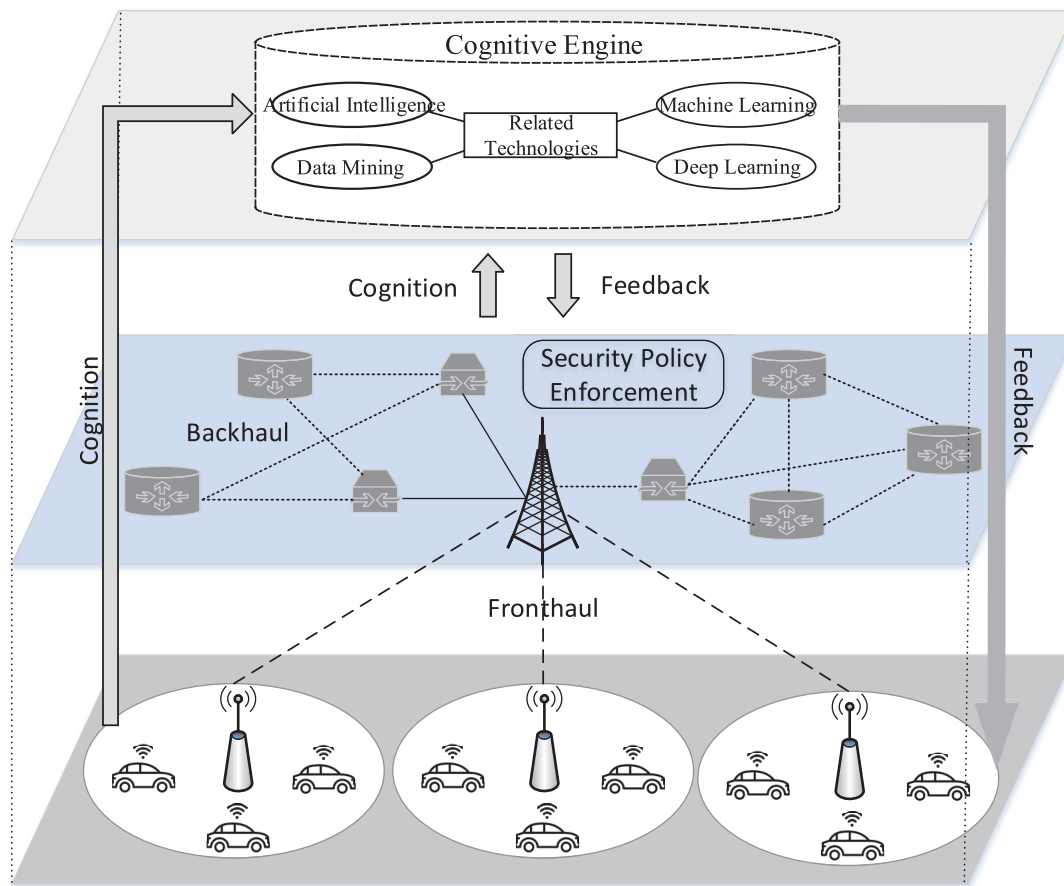 Cognitive Engine
Artificial Intelligence
Machine Learning
Related
Technologies
Data Mining
Deep Learning
Cognition
Feedback
Security Policy
Enforcement
Backhaul
Cognition
Feedback
Fronthaul